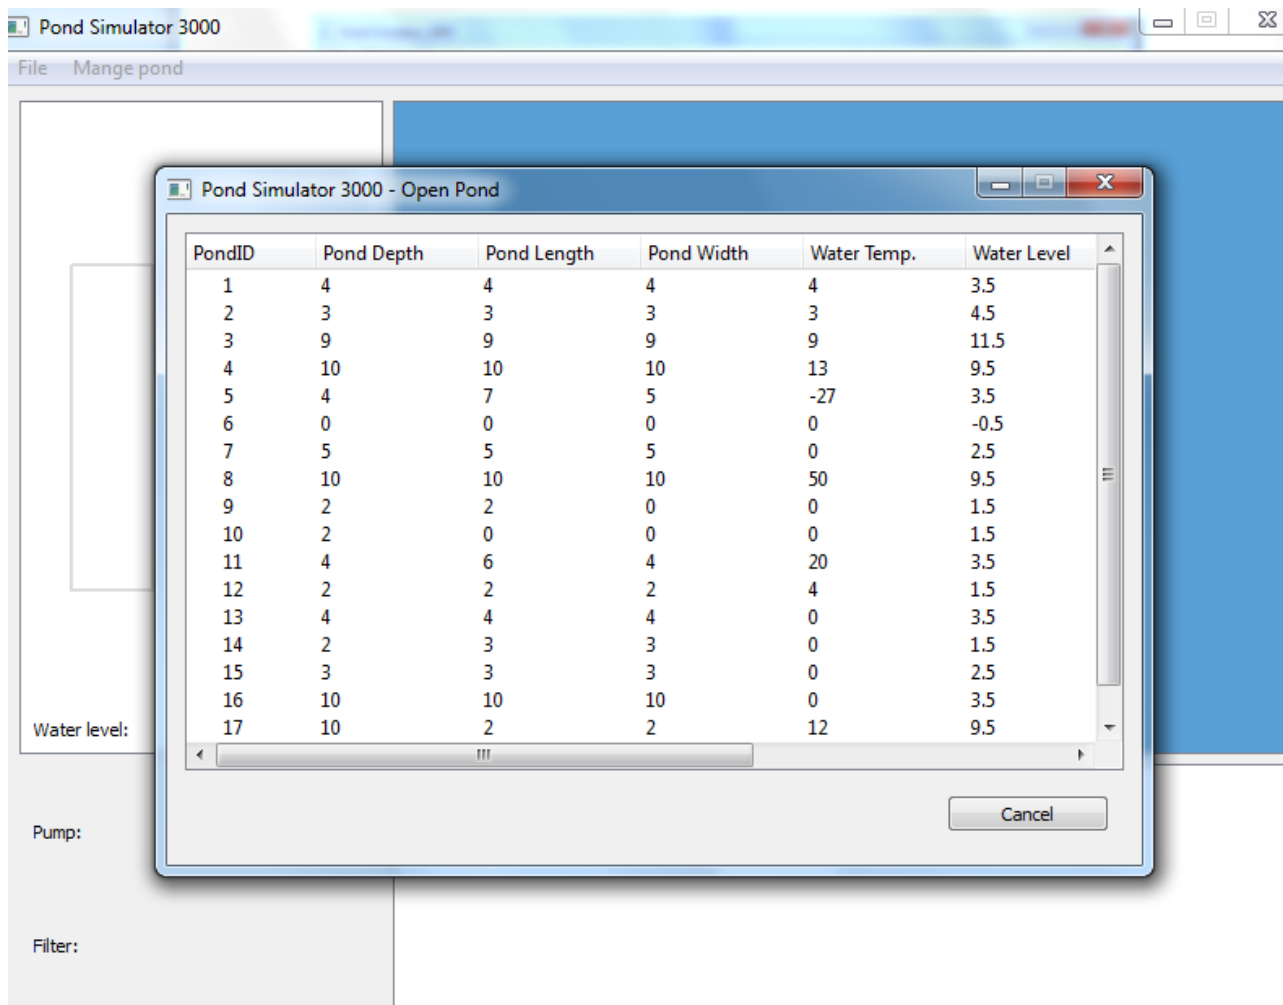 Pond Simulator 3000
File Mange pond
Pond Simulator 3000 - Open Pond
PondID Pond Depth Pond Length Pond Width Water Temp. Water Level
1 4 4 4 4 3.5
2 3 3 3 3 4.5
3 9 9 9 9 11.5
4 10 10 10 13 9.5
5 4 7 5 -27 3.5
6 0 0 0 0 -0.5
7 5 5 5 0 2.5
8 10 10 10 50 9.5
9 2 2 0 0 1.5
10 2 0 0 0 1.5
11 4 6 4 20 3.5
12 2 2 2 4 1.5
13 4 4 4 0 3.5
14 2 3 3 0 1.5
15 3 3 3 0 2.5
16 10 10 10 0 3.5
17 10 2 2 12 9.5
Water level:
Cancel
Pump:
Filter: